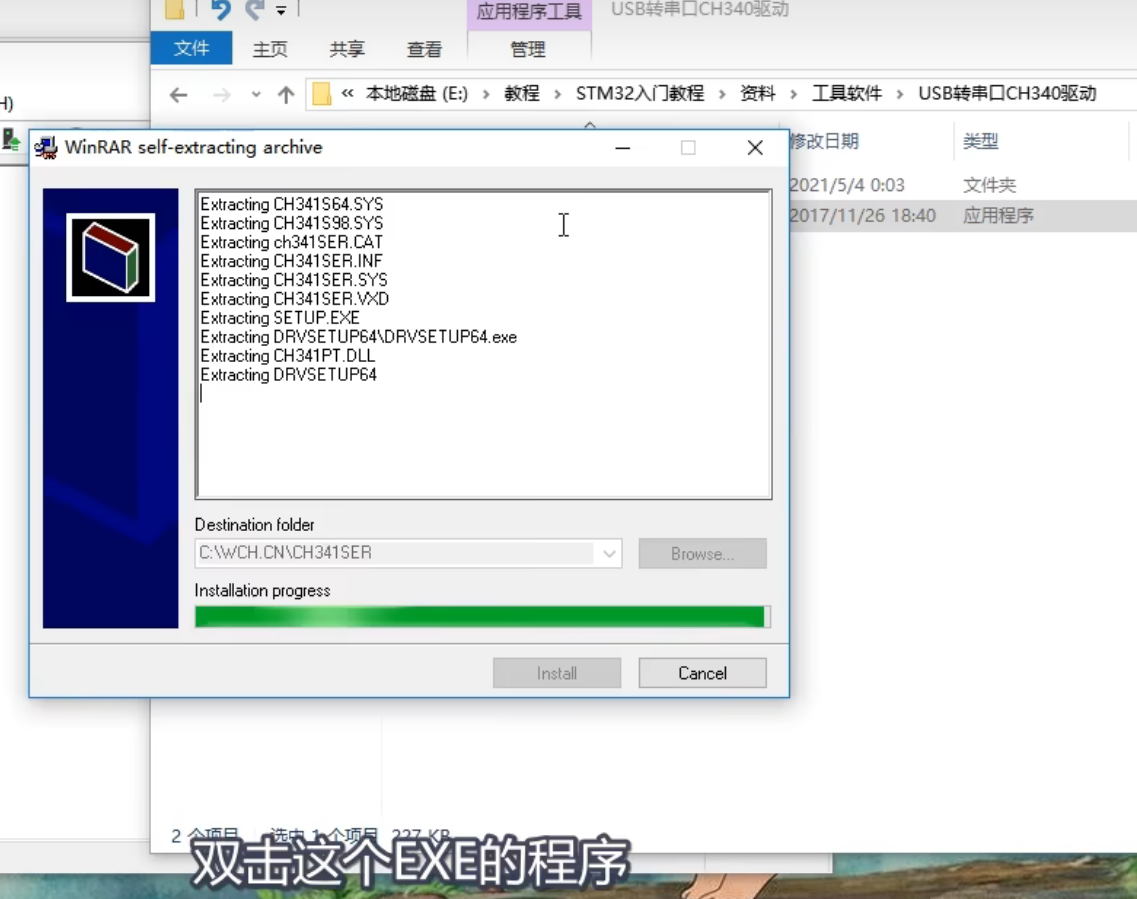 应用程序工具
USB转串口CH340驱动
文件
主页
共享
查看
管理
H)
« 本地磁盘 (E:) › 教程 › STM32入门教程 › 资料 › 工具软件 › USB转串口CH340驱动
修改日期
类型
2021/5/4 0:03
文件夹
2017/11/26 18:40
应用程序
WinRAR self-extracting archive
Extracting CH341S64.SYS
Extracting CH341S98.SYS
Extracting ch341SER.CAT
Extracting CH341SER.INF
Extracting CH341SER.SYS
Extracting CH341SER.VXD
Extracting SETUP.EXE
Extracting DRVSETUP64\DRVSETUP64.exe
Extracting CH341PT.DLL
Extracting DRVSETUP64
Destination folder
C:\WCH.CN\CH341SER
Browse...
Installation progress
Install
Cancel
2 个项目
选中 1 个项目
227 KB
双击这个EXE的程序